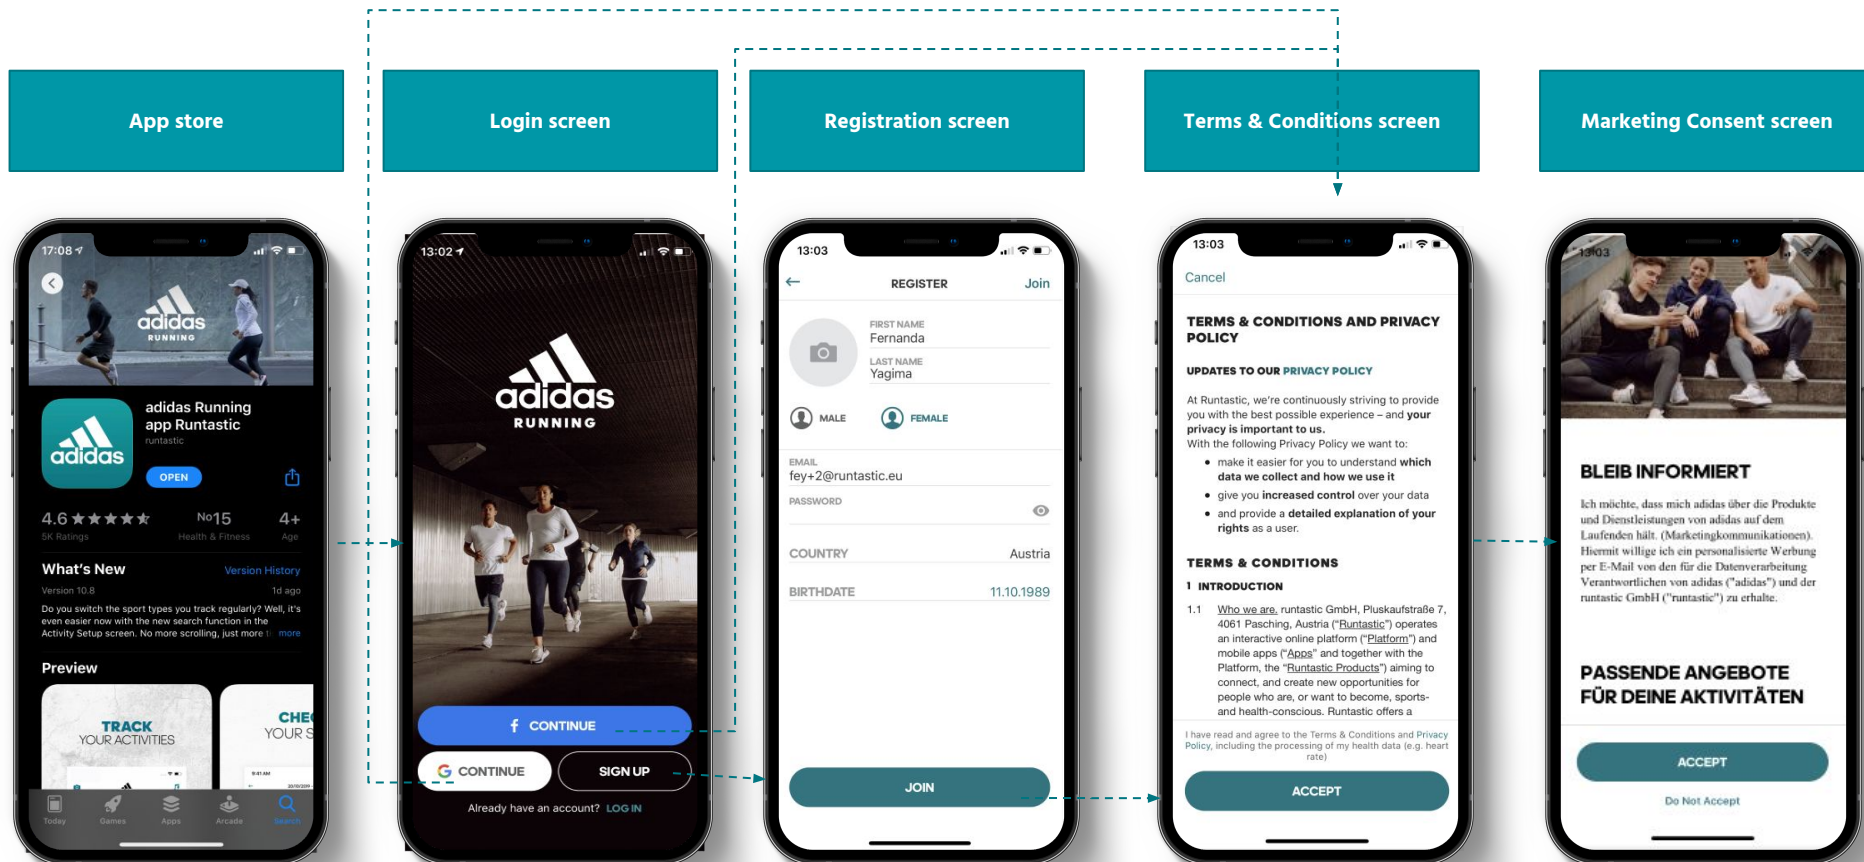 App store
Login screen
Registration screen
Terms & Conditions screen
Marketing Consent screen
17:08
adidas
RUNNING
adidas
adidas Running
app Runtastic
runtastic
OPEN
4.6 ★★★★
No15
4+
5K Ratings
Health & Fitness
Age
What's New
Version History
Version 10.8
1d ago
Do you switch the sport types you track regularly? Well, it's
even easier now with the new search function in the
Activity Setup screen. No more scrolling, just more
more
Preview
TRACK
YOUR ACTIVITIES
CHE
YOUR S
9:41 AM
Today
Games
Apps
Arcade
Search
13:02
adidas
RUNNING
f CONTINUE
G CONTINUE
SIGN UP
Already have an account? LOG IN
13:03
REGISTER
Join
FIRST NAME
Fernanda
LAST NAME
Yagima
MALE
FEMALE
EMAIL
fey+2@runtastic.eu
PASSWORD
COUNTRY
Austria
BIRTHDATE
11.10.1989
JOIN
13:03
Cancel
TERMS & CONDITIONS AND PRIVACY
POLICY
UPDATES TO OUR PRIVACY POLICY
At Runtastic, we're continuously striving to provide
you with the best possible experience – and your
privacy is important to us.
With the following Privacy Policy we want to:
• make it easier for you to understand which
data we collect and how we use it
• give you increased control over your data
• and provide a detailed explanation of your
rights as a user.
TERMS & CONDITIONS
1 INTRODUCTION
1.1 Who we are. runtastic GmbH, Pluskaufstraße 7,
4061 Pasching, Austria ("Runtastic") operates
an interactive online platform ("Platform") and
mobile apps ("Apps" and together with the
Platform, the "Runtastic Products") aiming to
connect, and create new opportunities for
people who are, or want to become, sports-
and health-conscious. Runtastic offers a
I have read and agree to the Terms & Conditions and Privacy
Policy, including the processing of my health data (e.g. heart
rate)
ACCEPT
13:03
BLEIB INFORMIERT
Ich möchte, dass mich adidas über die Produkte
und Dienstleistungen von adidas auf dem
Laufenden hält. (Marketingkommunikationen).
Hiermit willige ich ein personalisierte Werbung
per E-Mail von den für die Datenverarbeitung
Verantwortlichen von adidas ("adidas") und der
runtastic GmbH ("runtastic") zu erhalte.
PASSENDE ANGEBOTE
FÜR DEINE AKTIVITÄTEN
ACCEPT
Do Not Accept